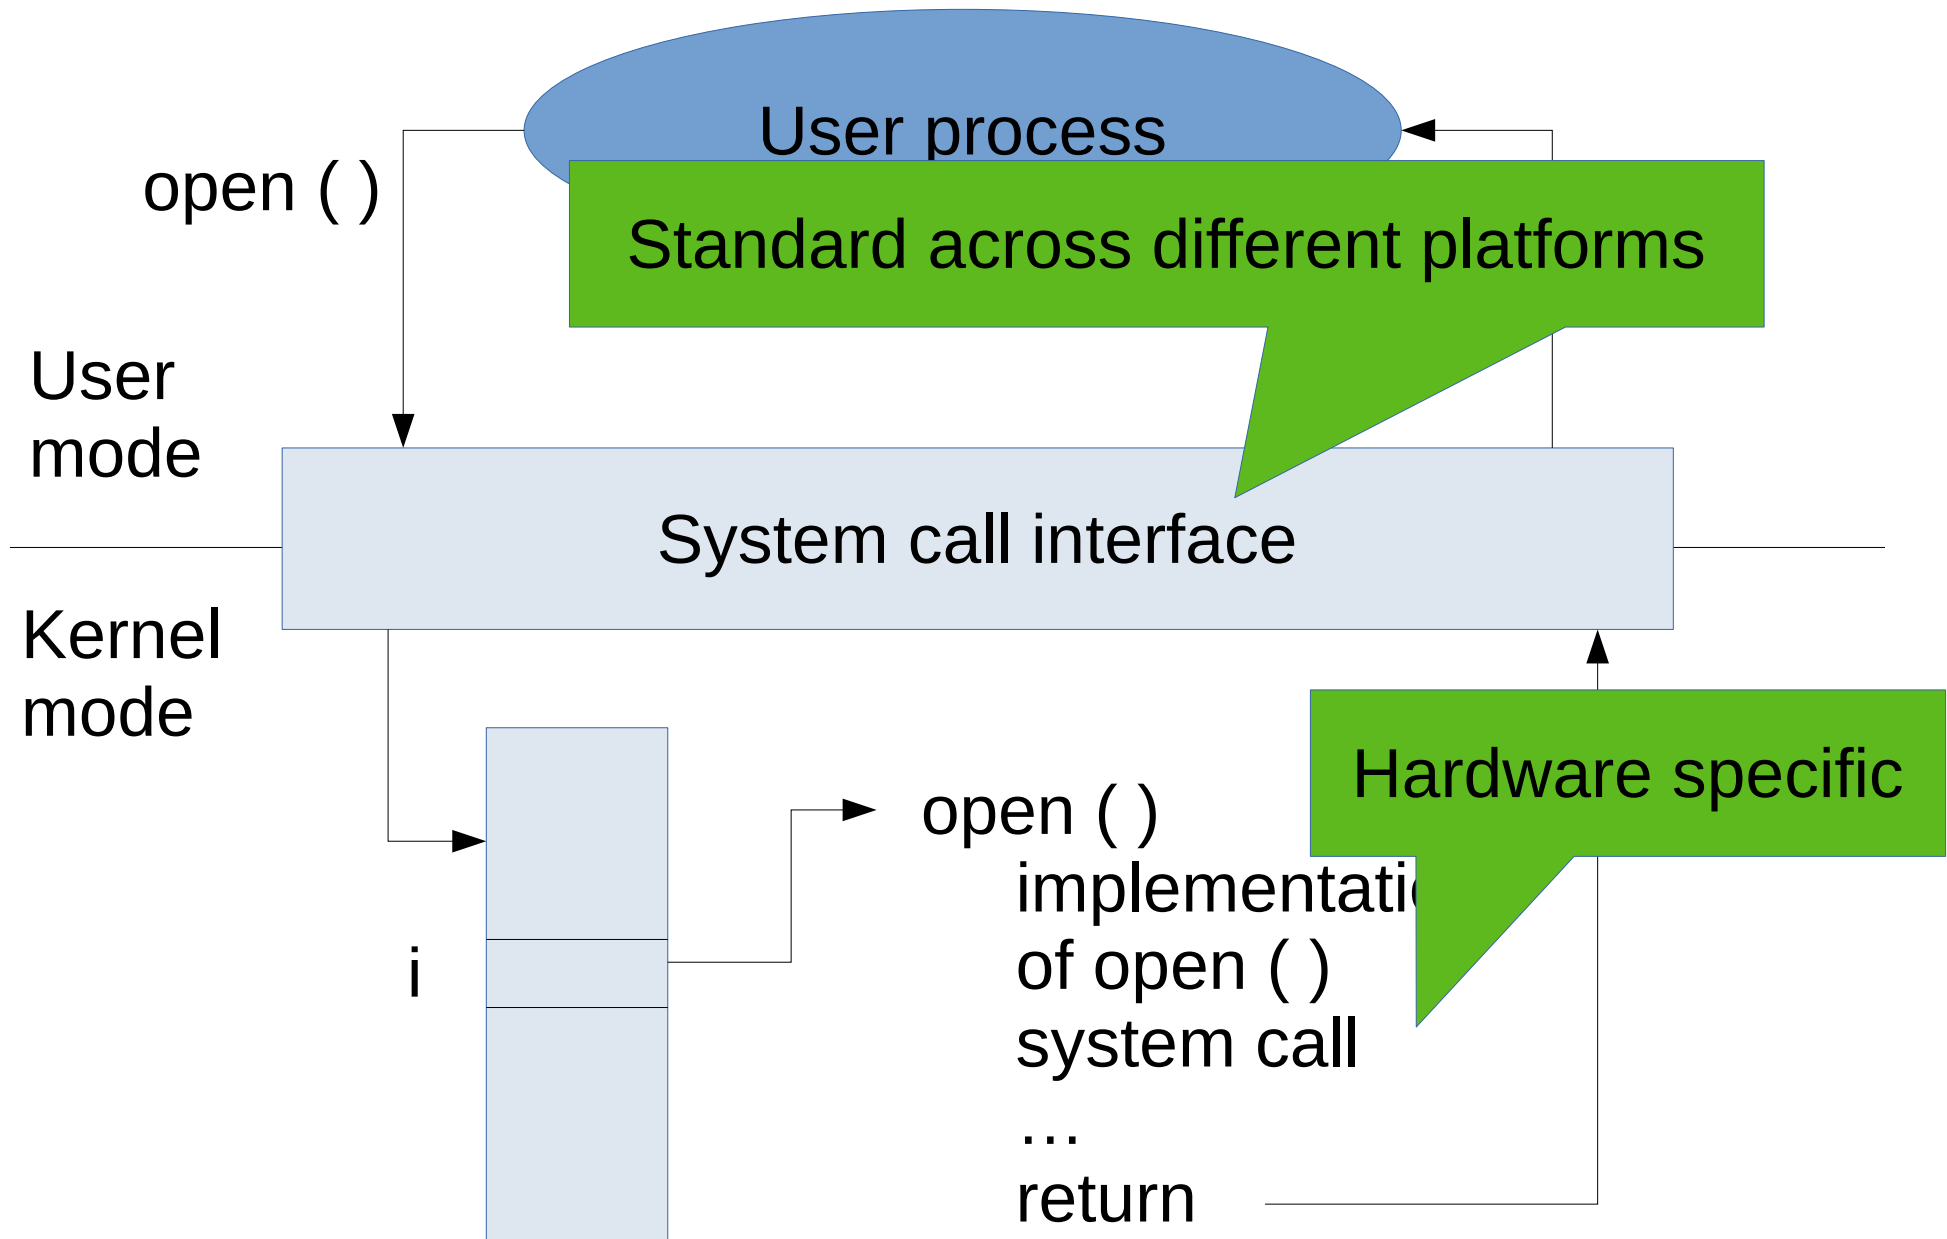 User process
open ( )
Standard across different platforms
User
mode
System call interface
Kernel
mode
Hardware specific
open ( )
of open ( )
i
system call
…
return